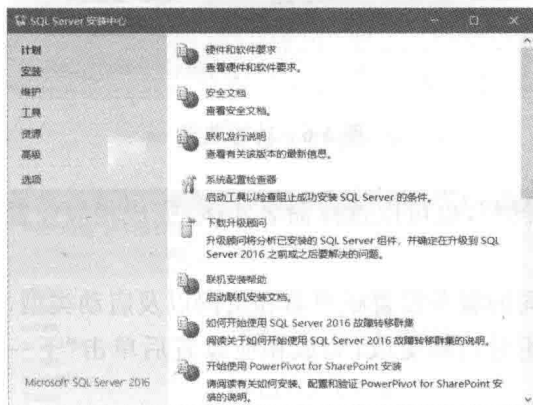 SQL Server 安装中心
计划
安装
维护
工具
资源
高级
选项
Microsoft SQL Server 2016
硬件和软件要求
查看硬件和软件要求。
安全文档
查看安全文档。
联机发行说明
查看有关该版本的最新信息。
系统配置检查器
启动工具以检查阻止成功安装 SQL Server 的条件。
下载升级顾问
升级顾问将分析已安装的 SQL Server 组件，并确定在升级到 SQL
Server 2016 之前或之后要解决的问题。
联机安装帮助
启动联机安装文档。
如何开始使用 SQL Server 2016 故障转移群集
阅读关于如何开始使用 SQL Server 2016 故障转移群集的说明。
开始使用 PowerPivot for SharePoint 安装
请阅读有关如何安装、配置和验证 PowerPivot for SharePoint 安
装的说明。